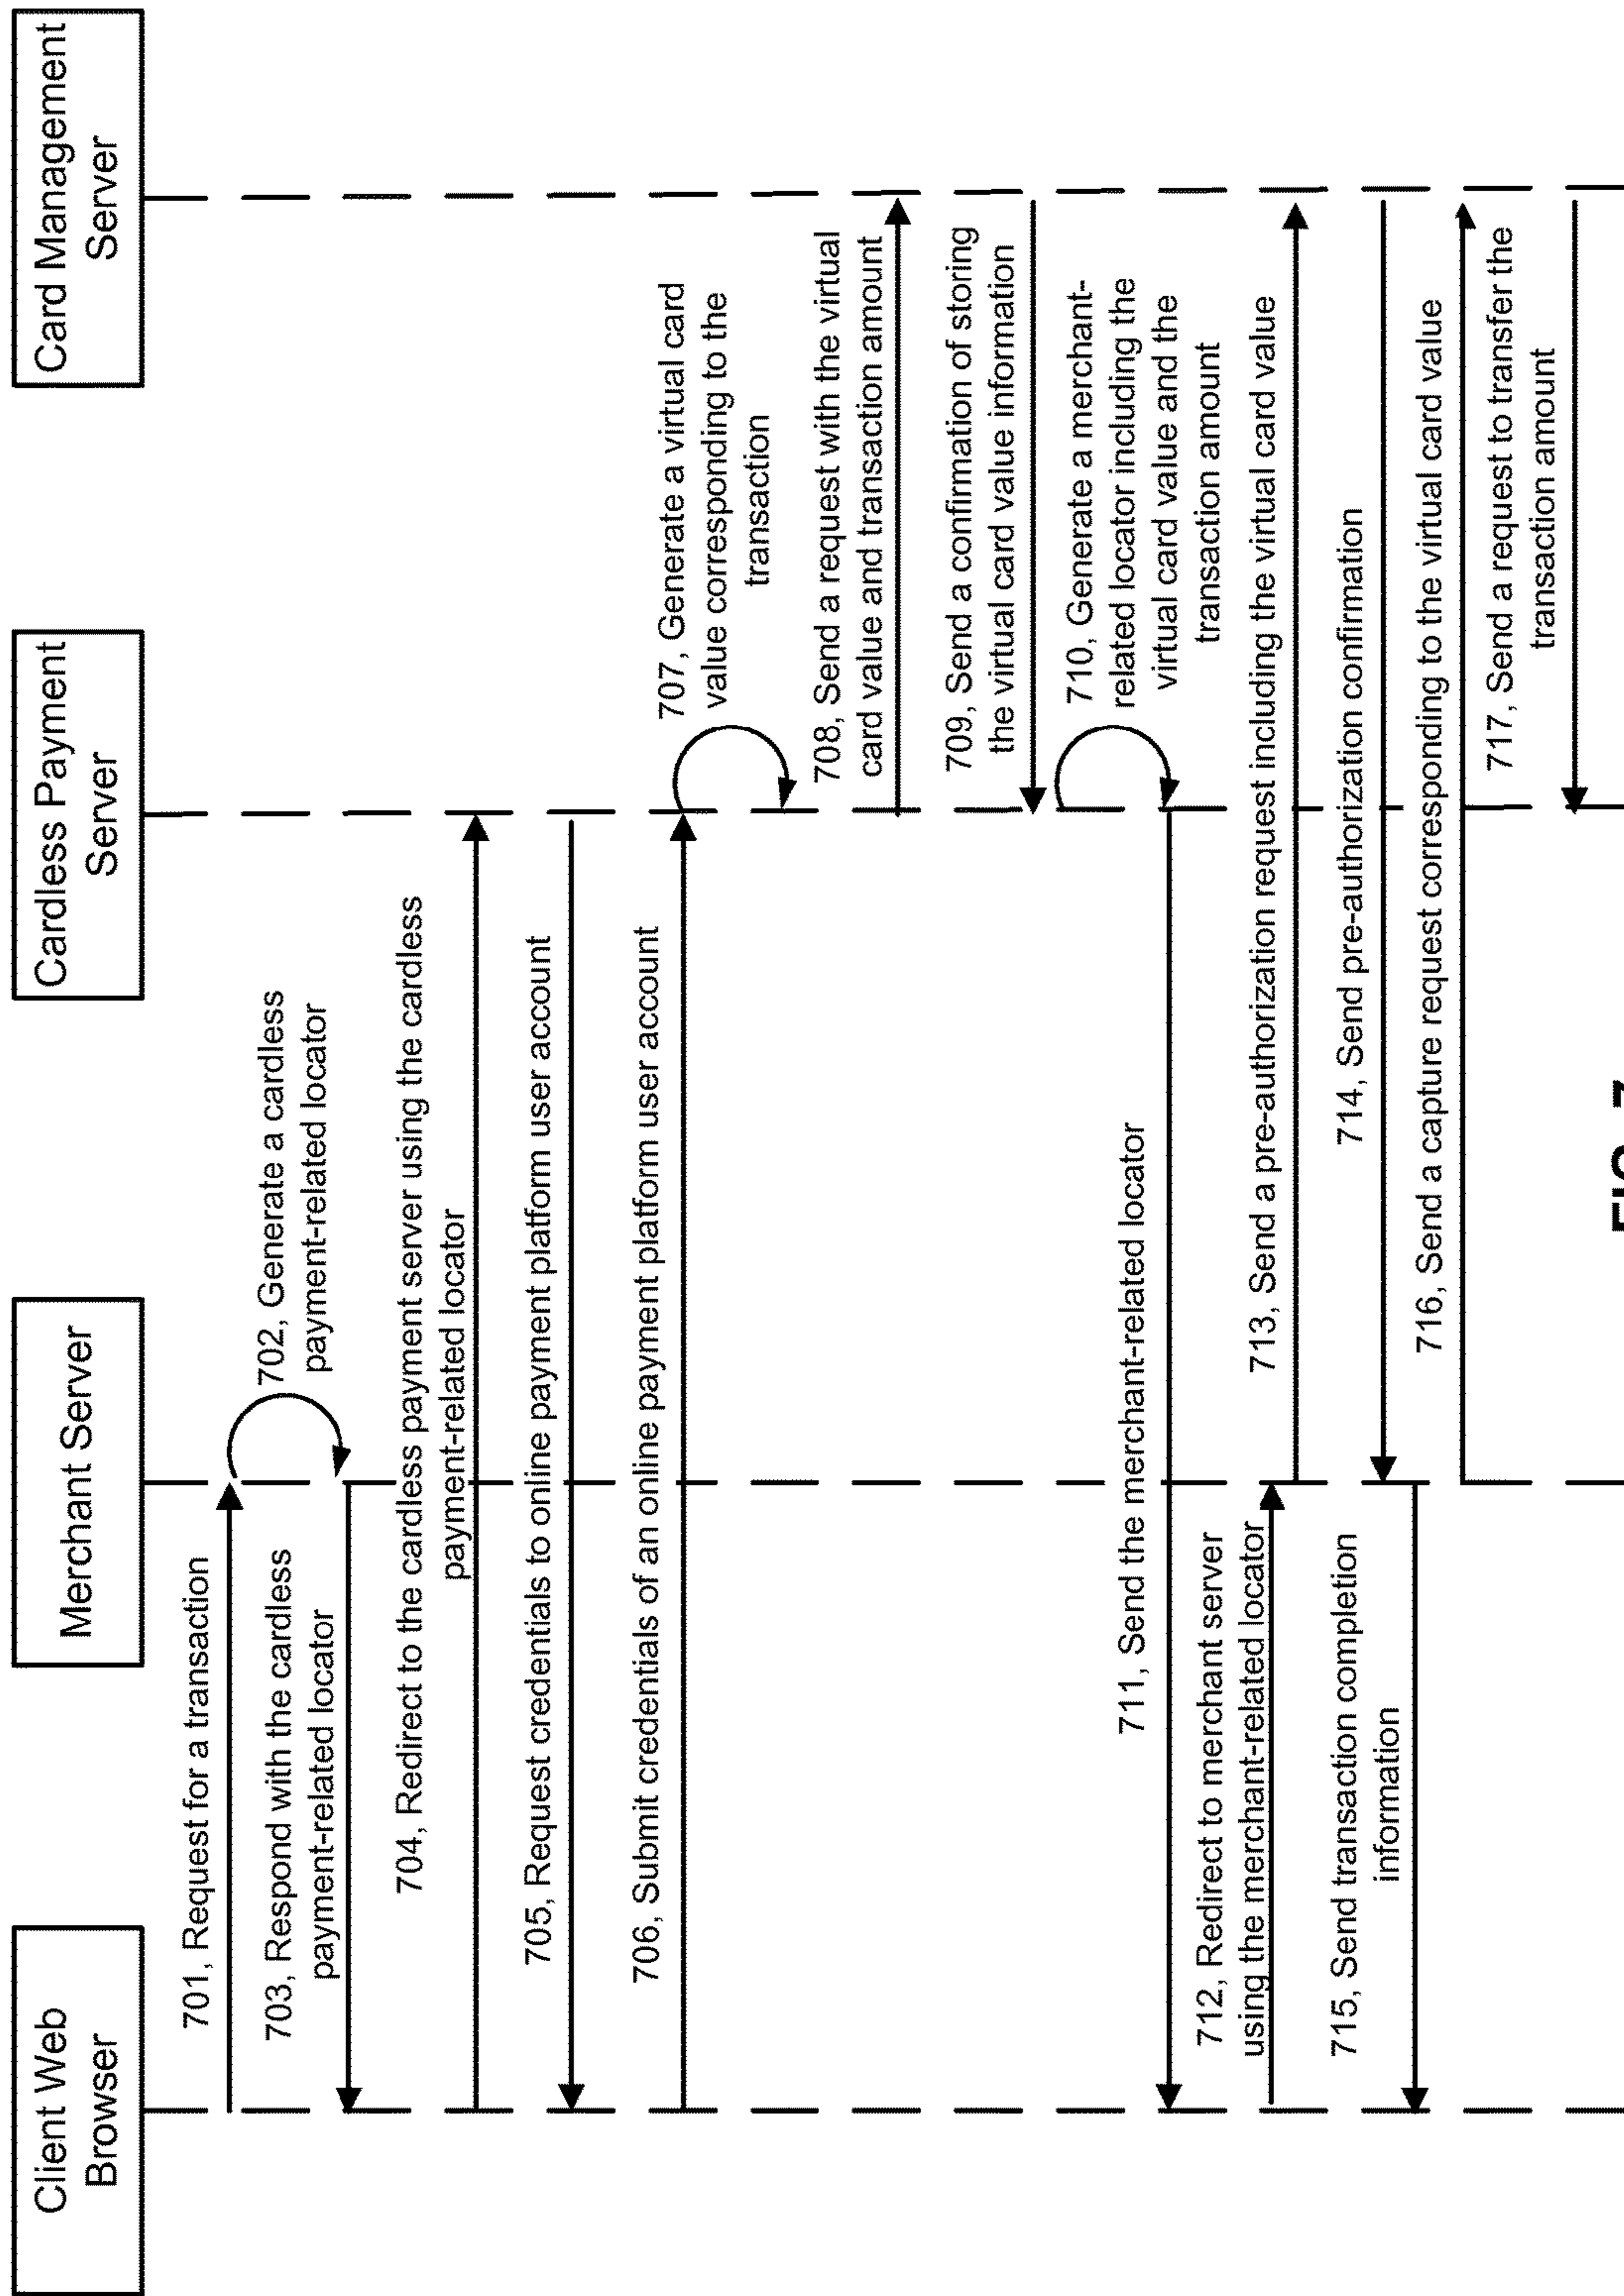 Client Web
Browser
Merchant Server
Cardless Payment
Server
Card Management
Server
701, Request for a transaction
702, Generate a cardless
payment-related locator
703, Respond with the cardless
payment-related locator
704, Redirect to the cardless payment server using the cardless
payment-related locator
705, Request credentials to online payment platform user account
706, Submit credentials of an online payment platform user account
707, Generate a virtual card
value corresponding to the
transaction
708, Send a request with the virtual
card value and transaction amount
709, Send a confirmation of storing
the virtual card value information
710, Generate a merchant-
related locator including the
virtual card value and the
transaction amount
711, Send the merchant-related locator
712, Redirect to merchant server
using the merchant-related locator
713, Send a pre-authorization request including the virtual card value
714, Send pre-authorization confirmation
715, Send transaction completion
information
716, Send a capture request corresponding to the virtual card value
717, Send a request to transfer the
transaction amount
FIG. 7